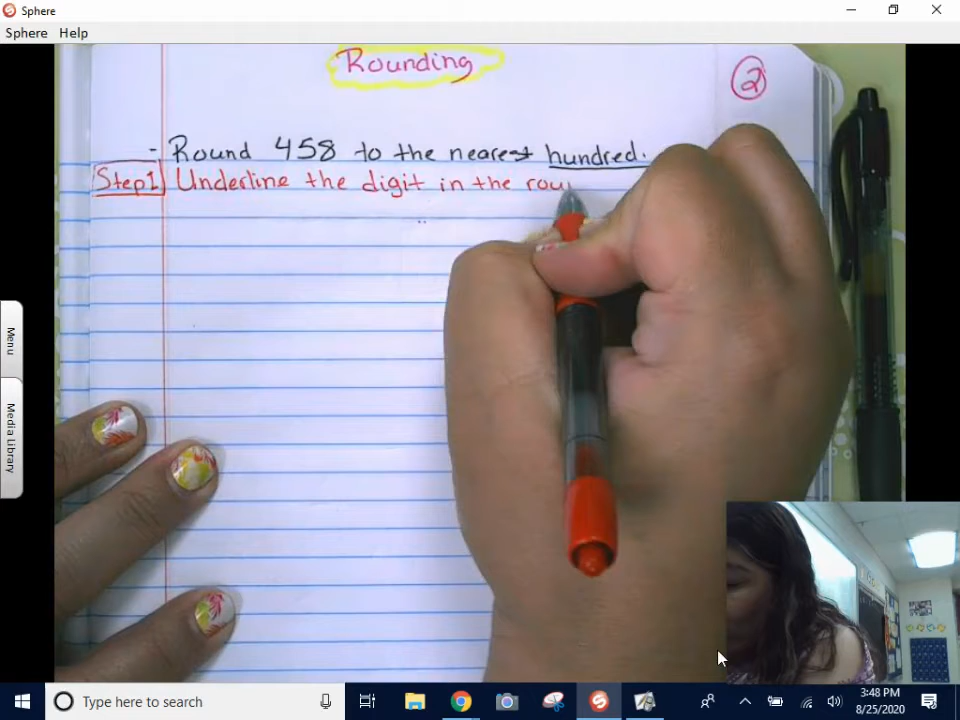 Sphere
Sphere Help
Rounding
2
- Round 458 to the nearest hundred.
Step 1 Underline the digit in the rou
Menu
Media Library
Type here to search
3:48 PM
8/25/2020